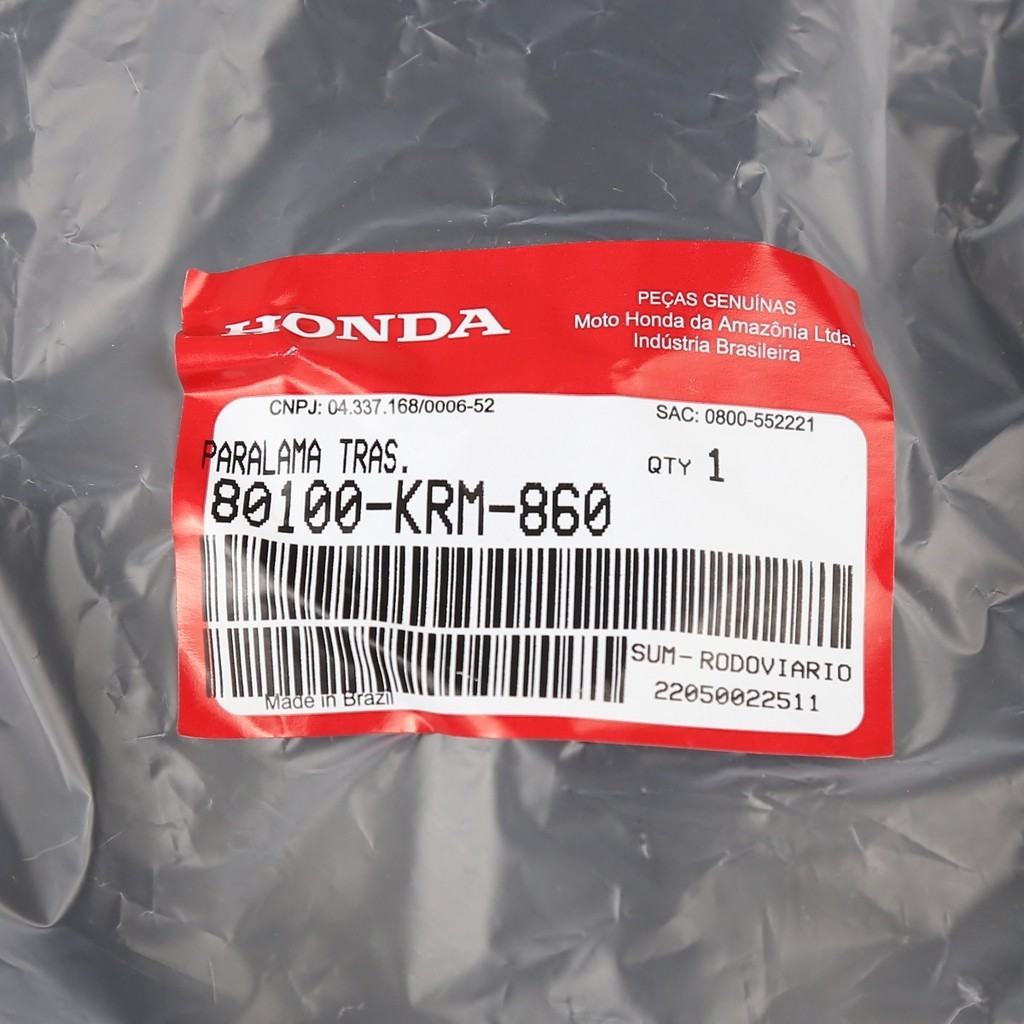 HONDA
PEÇAS GENUÍNAS
Moto Honda da Amazônia Ltda.
Indústria Brasileira
CNPJ: 04.337.168/0006-52
SAC: 0800-552221
PARALAMA TRAS.
QTY 1
80100-KRM-860
SUM-RODOVIARIO
22050022511
Made in Brazil